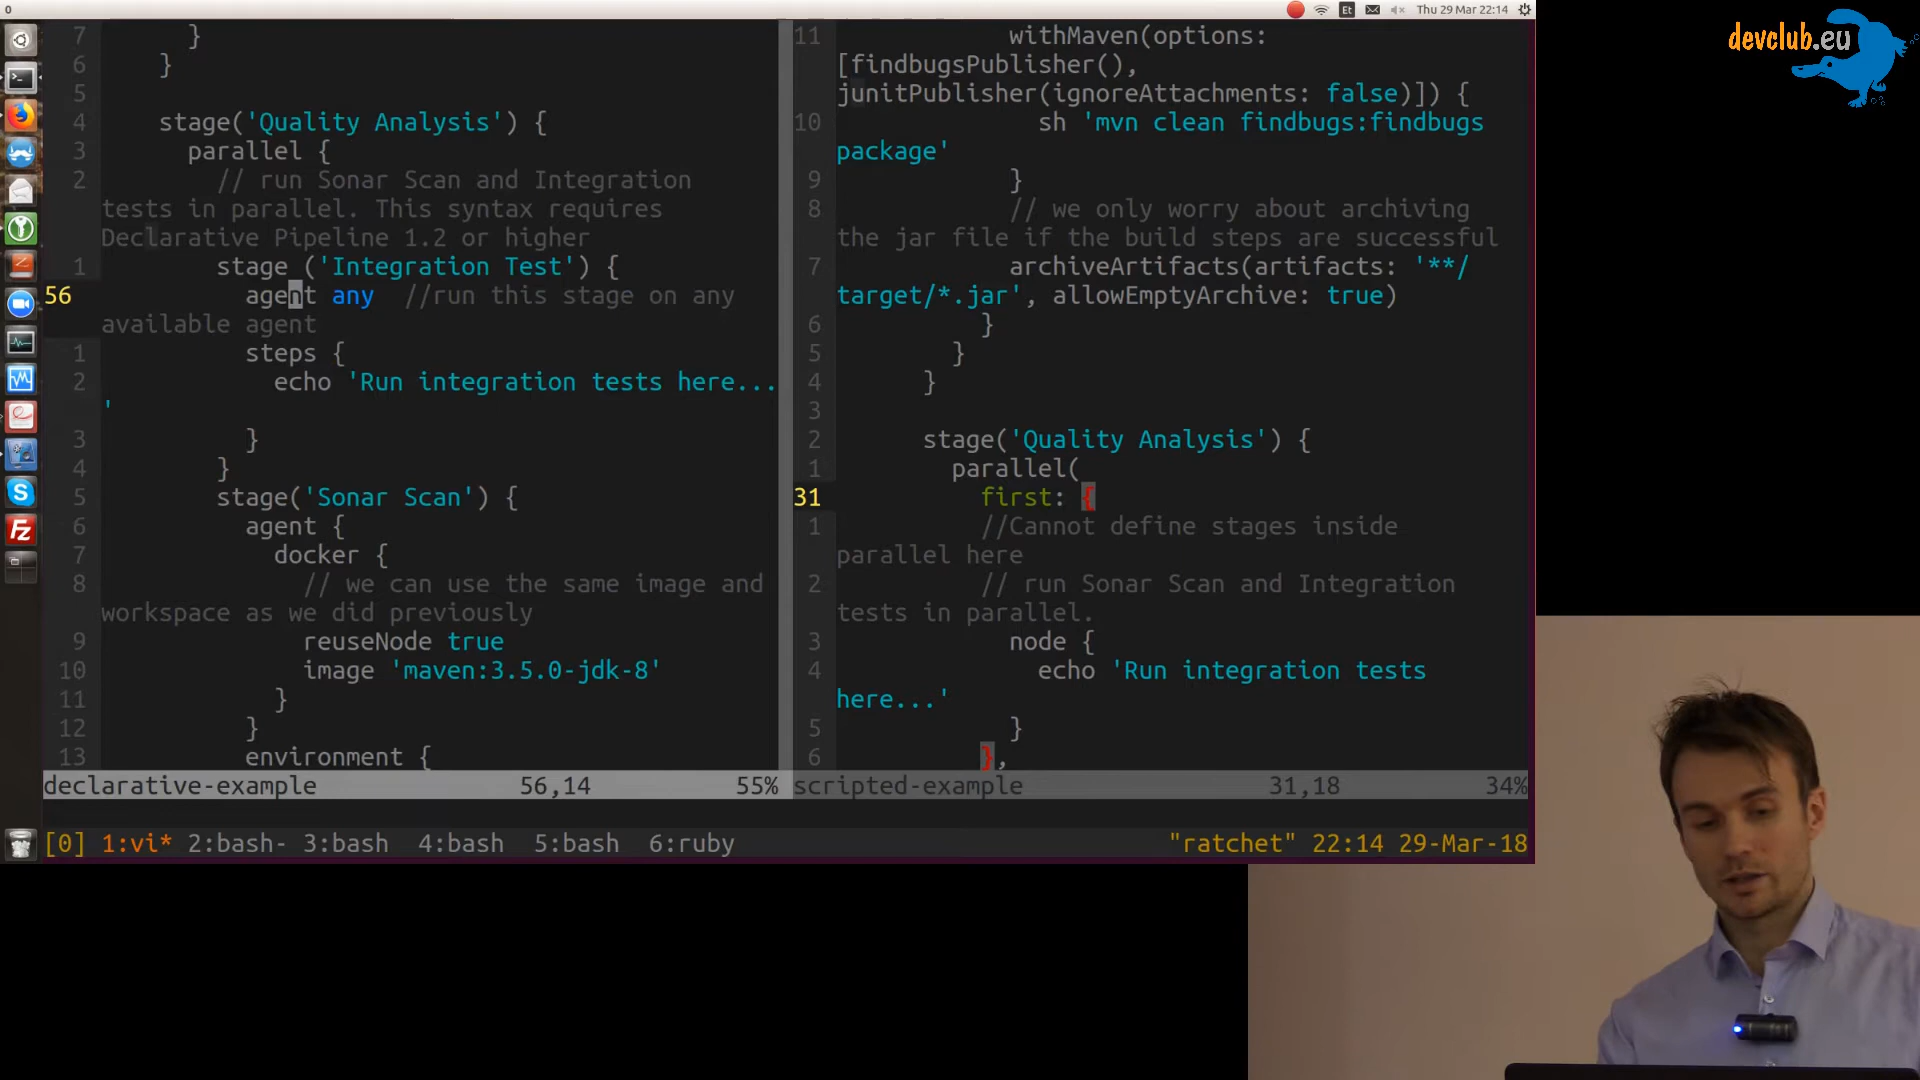 0
Et
Thu 29 Mar 22:14
devclub.eu
7 }
6 }
5
4 stage('Quality Analysis') {
3 parallel {
2 // run Sonar Scan and Integration
tests in parallel. This syntax requires
Declarative Pipeline 1.2 or higher
1 stage ('Integration Test') {
56 agent any //run this stage on any
available agent
1 steps {
2 echo 'Run integration tests here...
'
3 }
4 }
5 stage('Sonar Scan') {
6 agent {
7 docker {
8 // we can use the same image and
workspace as we did previously
9 reuseNode true
10 image 'maven:3.5.0-jdk-8'
11 }
12 }
13 environment {
declarative-example 56,14 55%
11 withMaven(options:
[findbugsPublisher(),
junitPublisher(ignoreAttachments: false)]) {
10 sh 'mvn clean findbugs:findbugs
package'
9 }
8 // we only worry about archiving
the jar file if the build steps are successful
7 archiveArtifacts(artifacts: '**/
target/*.jar', allowEmptyArchive: true)
6 }
5 }
4 }
3
2 stage('Quality Analysis') {
1 parallel(
31 first: {
1 //Cannot define stages inside
parallel here
2 // run Sonar Scan and Integration
tests in parallel.
3 node {
4 echo 'Run integration tests
here...'
5 }
6 },
scripted-example 31,18 34%
[0] 1:vi* 2:bash- 3:bash 4:bash 5:bash 6:ruby "ratchet" 22:14 29-Mar-18